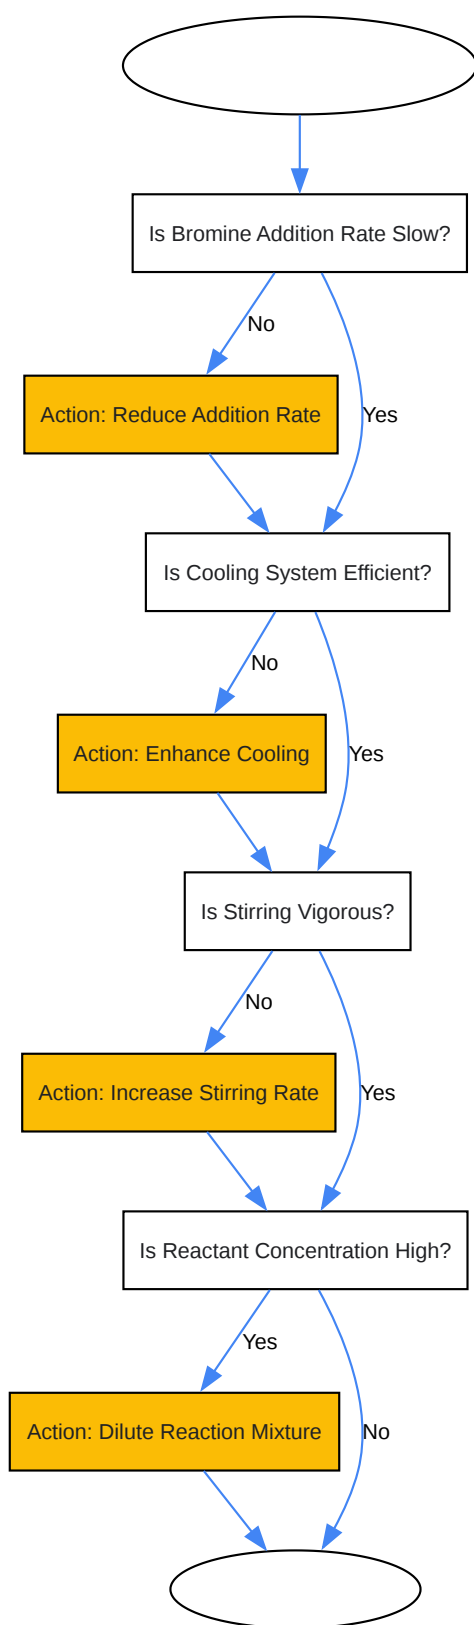 Is Bromine Addition Rate Slow?
No
Action: Reduce Addition Rate
Yes
Is Cooling System Efficient?
No
Action: Enhance Cooling
Yes
Is Stirring Vigorous?
No
Action: Increase Stirring Rate
Yes
Is Reactant Concentration High?
Yes
Action: Dilute Reaction Mixture
No